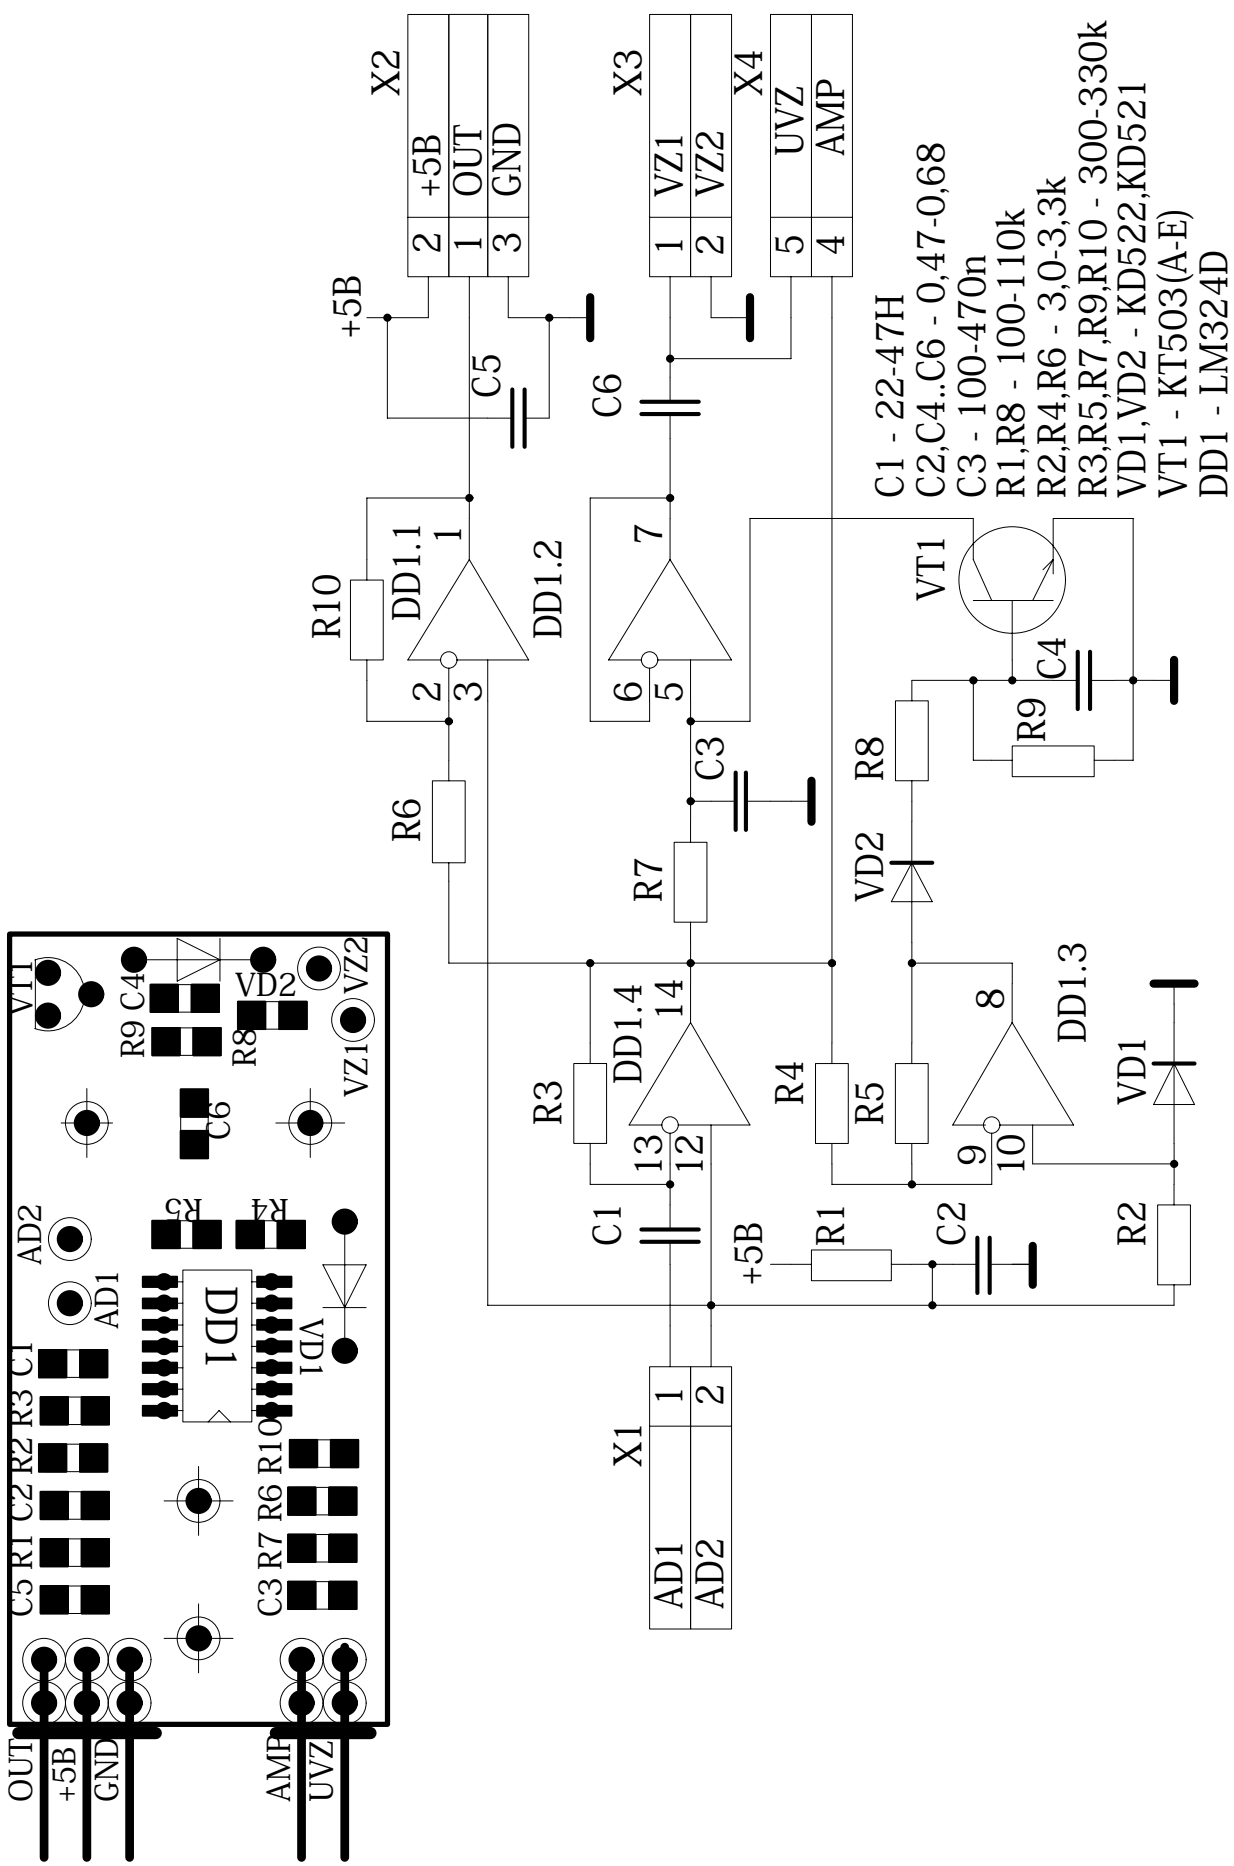 X2
2 +5B
1 OUT
3 GND
+5B
C5
R10
DD1.1
1
2
3
R6
X3
1 VZ1
2 VZ2
X4
5 UVZ
4 AMP
C6
DD1.2
7
6
5
C3
R7
VT1
C4
R9
R8
VD2
R3
DD1.4
14
13
12
C1
R4
R5
DD1.3
8
9
10
VD1
R2
+5B
R1
C2
X1
AD1 1
AD2 2
C1 - 22-47H
C2,C4..C6 - 0,47-0,68
C3 - 100-470n
R1,R8 - 100-110k
R2,R4,R6 - 3,0-3,3k
R3,R5,R7,R9,R10 - 300-330k
VD1,VD2 - KD522,KD521
VT1 - KT503(A-E)
DD1 - LM324D
OUT
+5B
GND
AMP
UVZ
C5
R1
C2
R2
R3
C1
AD1
AD2
C3
R7
R6
R10
DD1
VD1
R5
R4
C6
R9
C4
R8
VD2
VT1
VZ1
VZ2